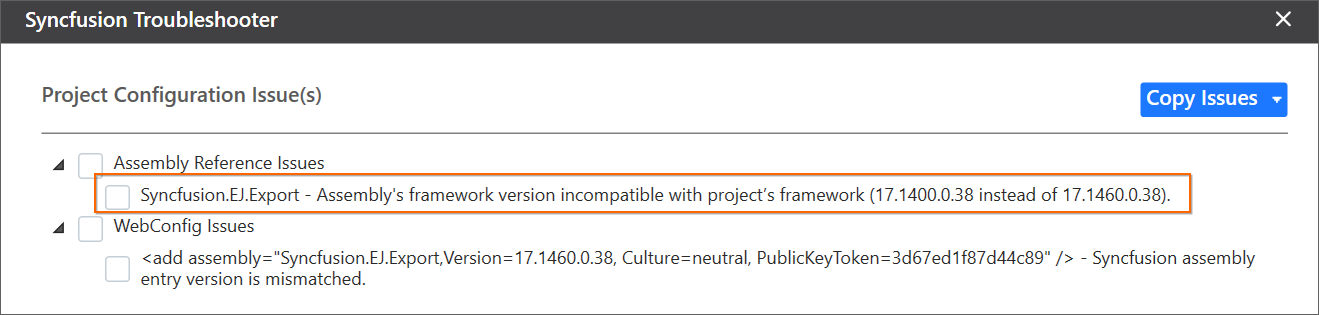 Syncfusion Troubleshooter
Project Configuration Issue(s)
Copy Issues
Assembly Reference Issues
Syncfusion.EJ.Export - Assembly's framework version incompatible with project’s framework (17.1400.0.38 instead of 17.1460.0.38).
WebConfig Issues
<add assembly="Syncfusion.EJ.Export,Version=17.1460.0.38, Culture=neutral, PublicKeyToken=3d67ed1f87d44c89" /> - Syncfusion assembly
entry version is mismatched.